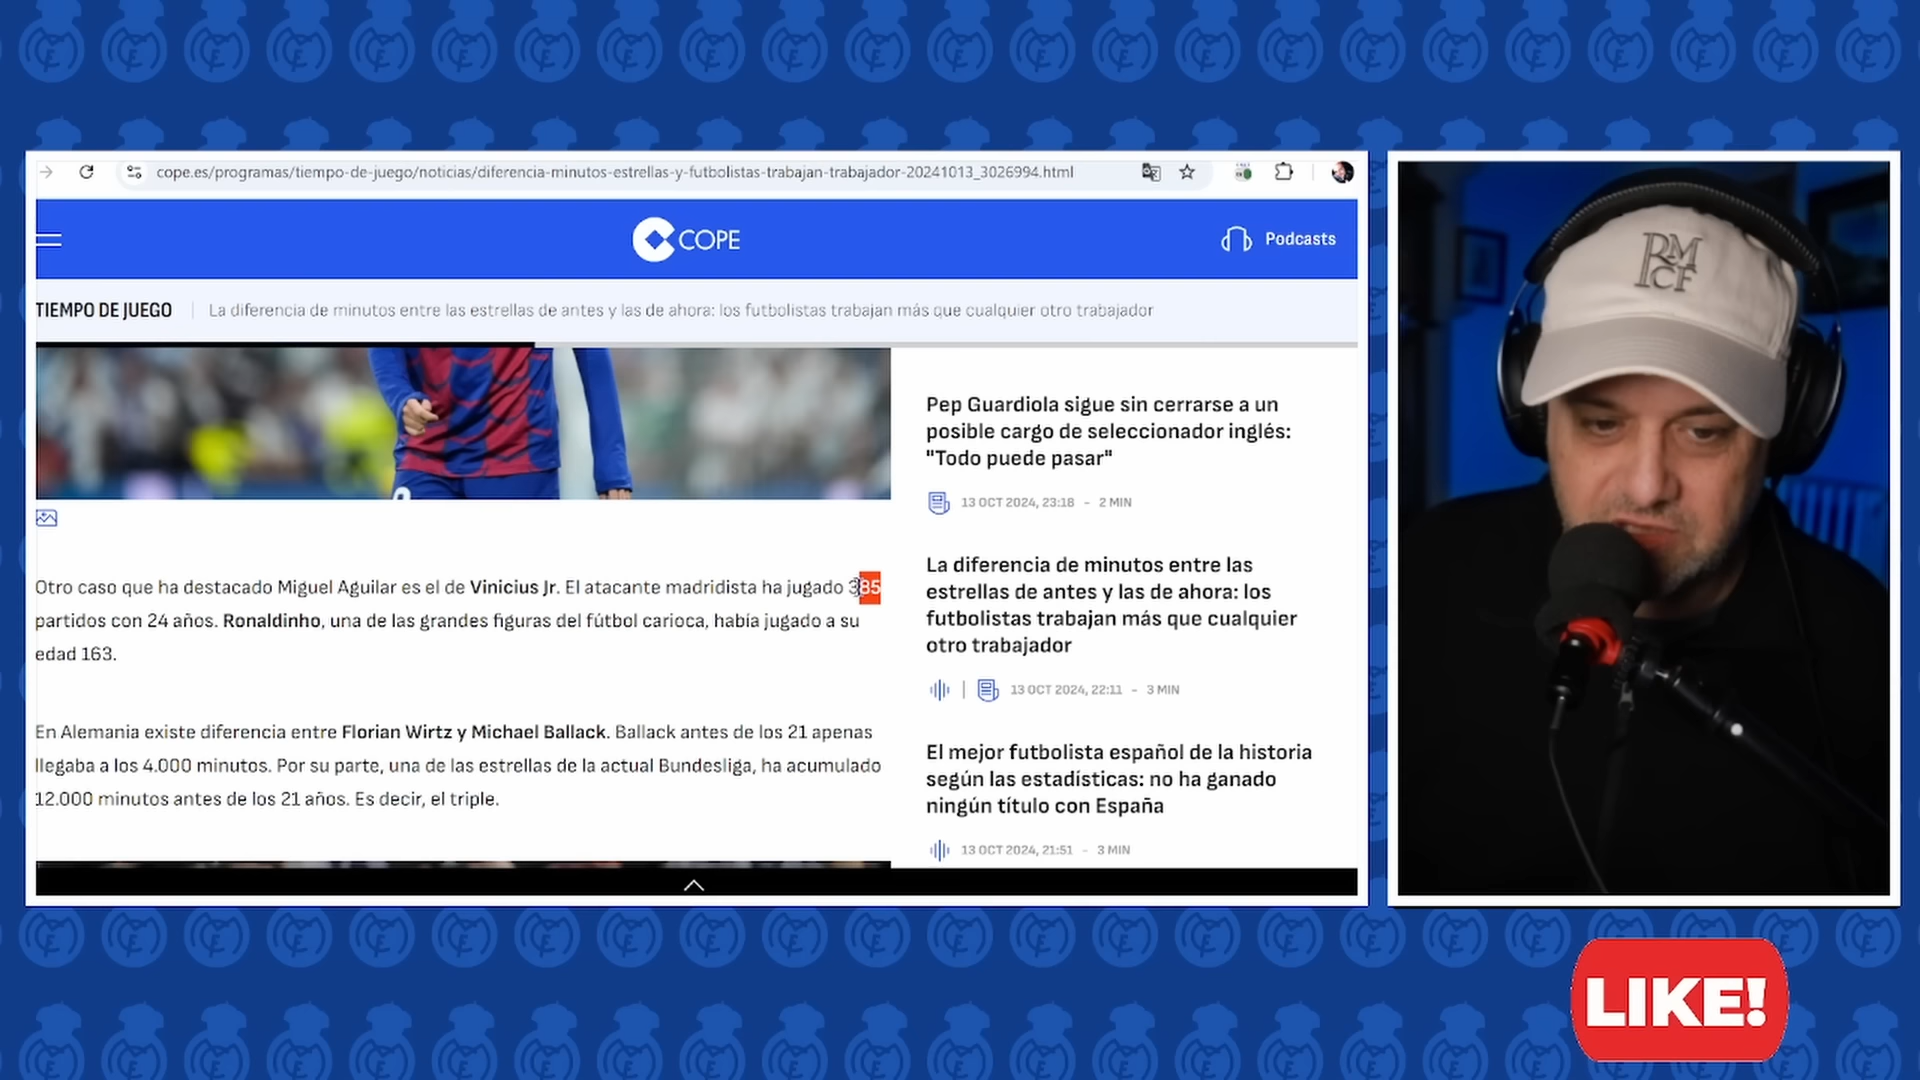 cope.es/programas/tiempo-de-juego/noticias/diferencia-minutos-estrellas-y-futbolistas-trabajan-trabajador-20241013_3026994.html
COPE
Podcasts
TIEMPO DE JUEGO
La diferencia de minutos entre las estrellas de antes y las de ahora: los futbolistas trabajan más que cualquier otro trabajador
Otro caso que ha destacado Miguel Aguilar es el de Vinicius Jr. El atacante madridista ha jugado 385
partidos con 24 años. Ronaldinho, una de las grandes figuras del fútbol carioca, había jugado a su
edad 163.
En Alemania existe diferencia entre Florian Wirtz y Michael Ballack. Ballack antes de los 21 apenas
llegaba a los 4.000 minutos. Por su parte, una de las estrellas de la actual Bundesliga, ha acumulado
12.000 minutos antes de los 21 años. Es decir, el triple.
Pep Guardiola sigue sin cerrarse a un
posible cargo de seleccionador inglés:
"Todo puede pasar"
13 OCT 2024, 23:18 - 2 MIN
La diferencia de minutos entre las
estrellas de antes y las de ahora: los
futbolistas trabajan más que cualquier
otro trabajador
13 OCT 2024, 22:11 - 3 MIN
El mejor futbolista español de la historia
según las estadísticas: no ha ganado
ningún título con España
13 OCT 2024, 21:51 - 3 MIN
RM
CF
LIKE!